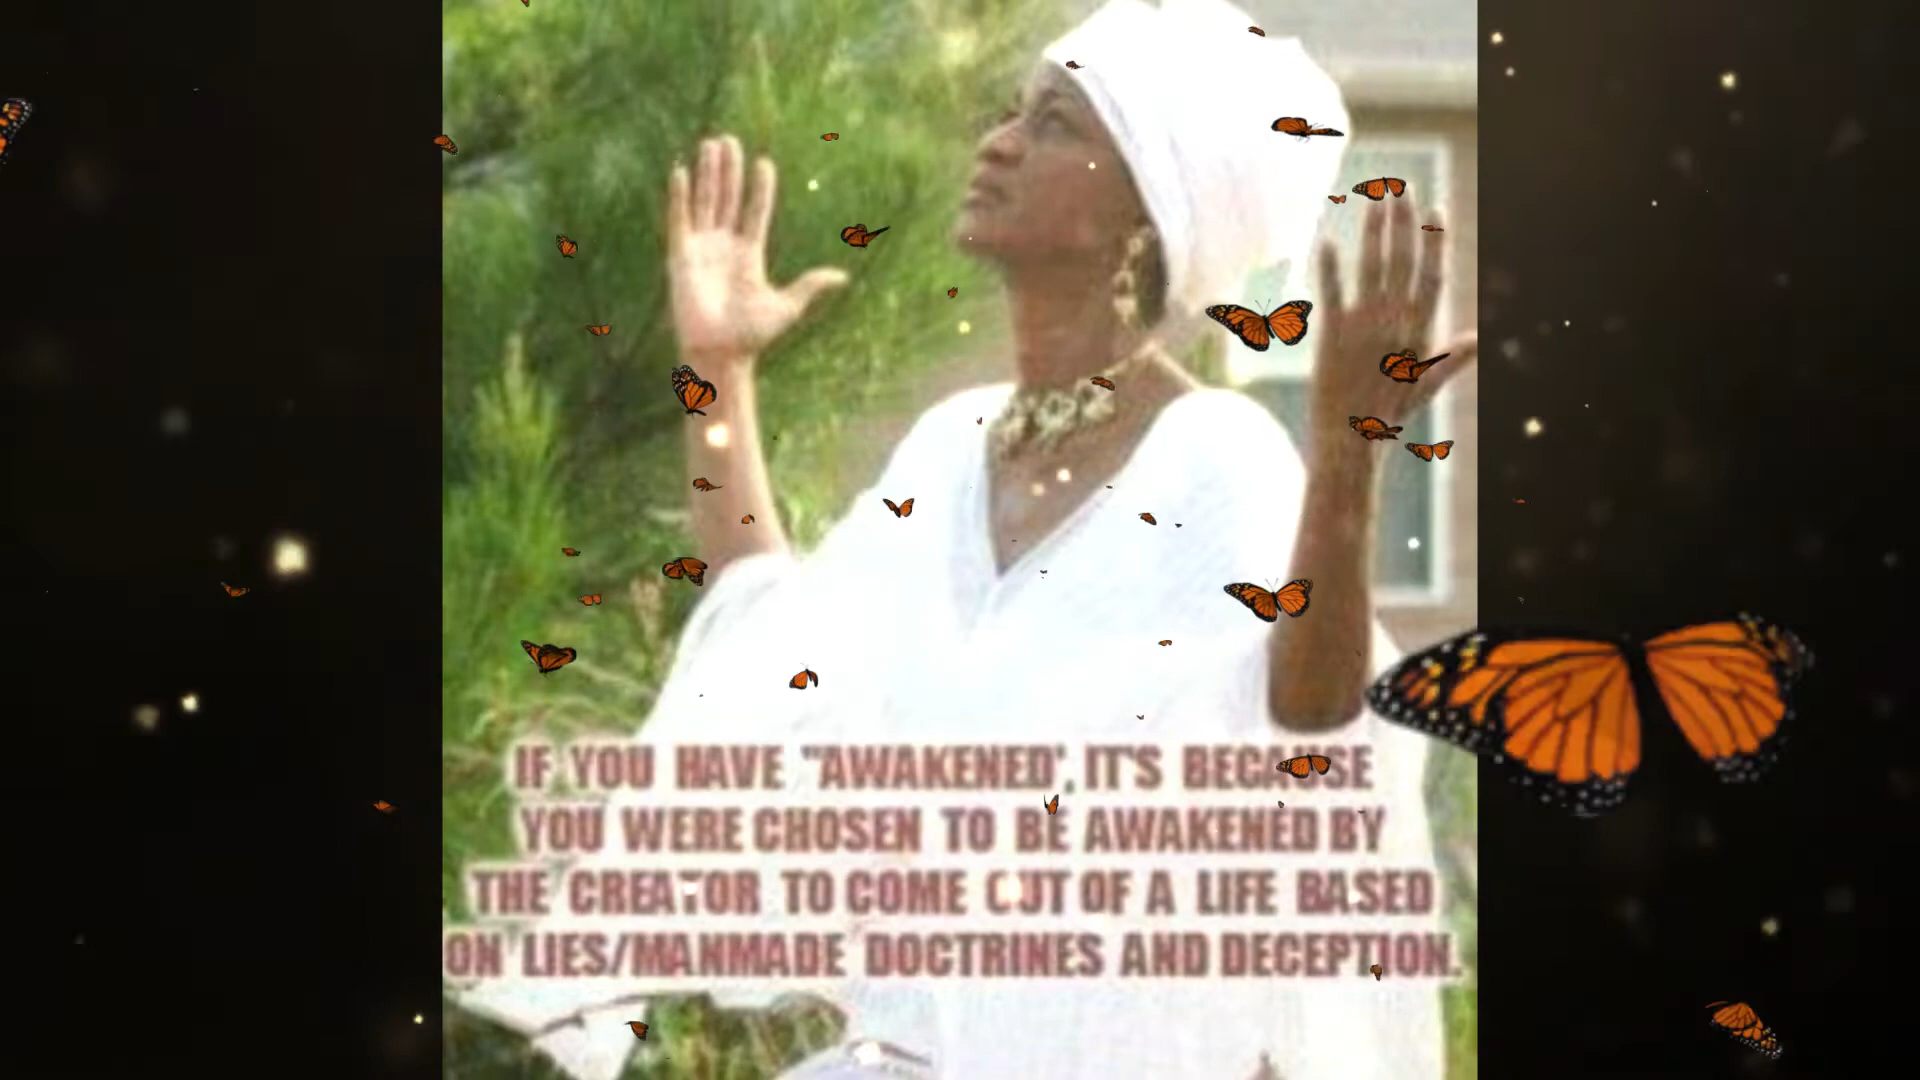 IF YOU HAVE "AWAKENED', IT'S BECAUSE
YOU WERE CHOSEN TO BE AWAKENED BY
THE CREATOR TO COME OUT OF A LIFE BASED
ON LIES/MANMADE DOCTRINES AND DECEPTION.